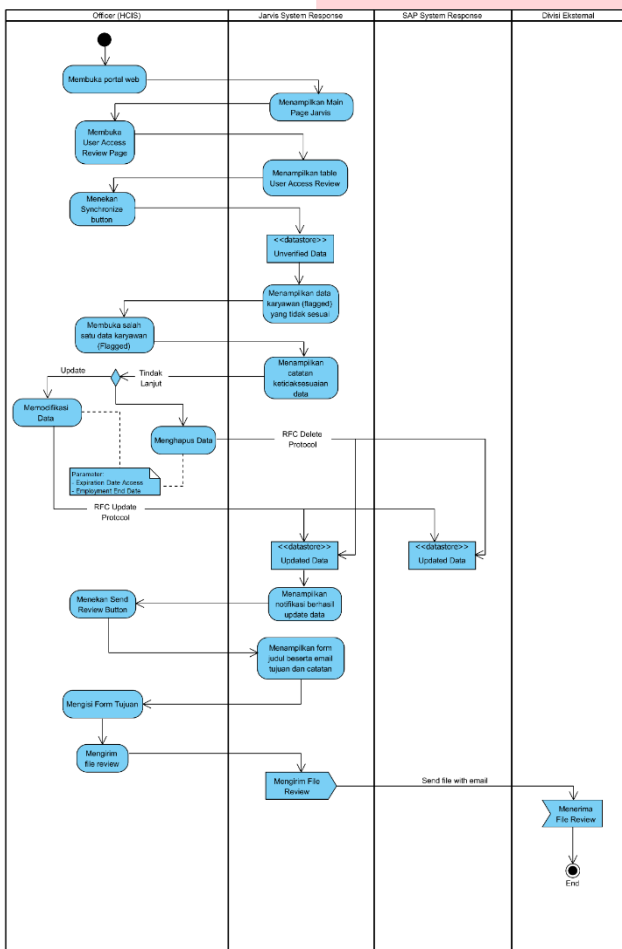 Officer (HCIS)
Jarvis System Response
SAP System Response
Divisi Eksternal
Membuka portal web
Menampilkan Main
Page Jarvis
Membuka
User Access
Review Page
Menampilkan table
User Access Review
Menekan
Synchronize
button
<<datastore>>
Unverified Data
Menampilkan data
karyawan (flagged)
yang tidak sesuai
Membuka salah
satu data karyawan
(Flagged)
Menampilkan
catatan
ketidaksesuaian
data
Update
Tindak
Lanjut
Memodifikasi
Data
Menghapus Data
RFC Delete
Protocol
Parameter:
- Expiration Date Access
- Employment End Date
RFC Update
Protocol
<<datastore>>
Updated Data
<<datastore>>
Updated Data
Menampilkan
notifikasi berhasil
update data
Menekan Send
Review Button
Menampilkan form
judul beserta email
tujuan dan catatan
Mengisi Form Tujuan
Mengirim
file review
Mengirim File
Review
Send file with email
Menerima
File Review
End